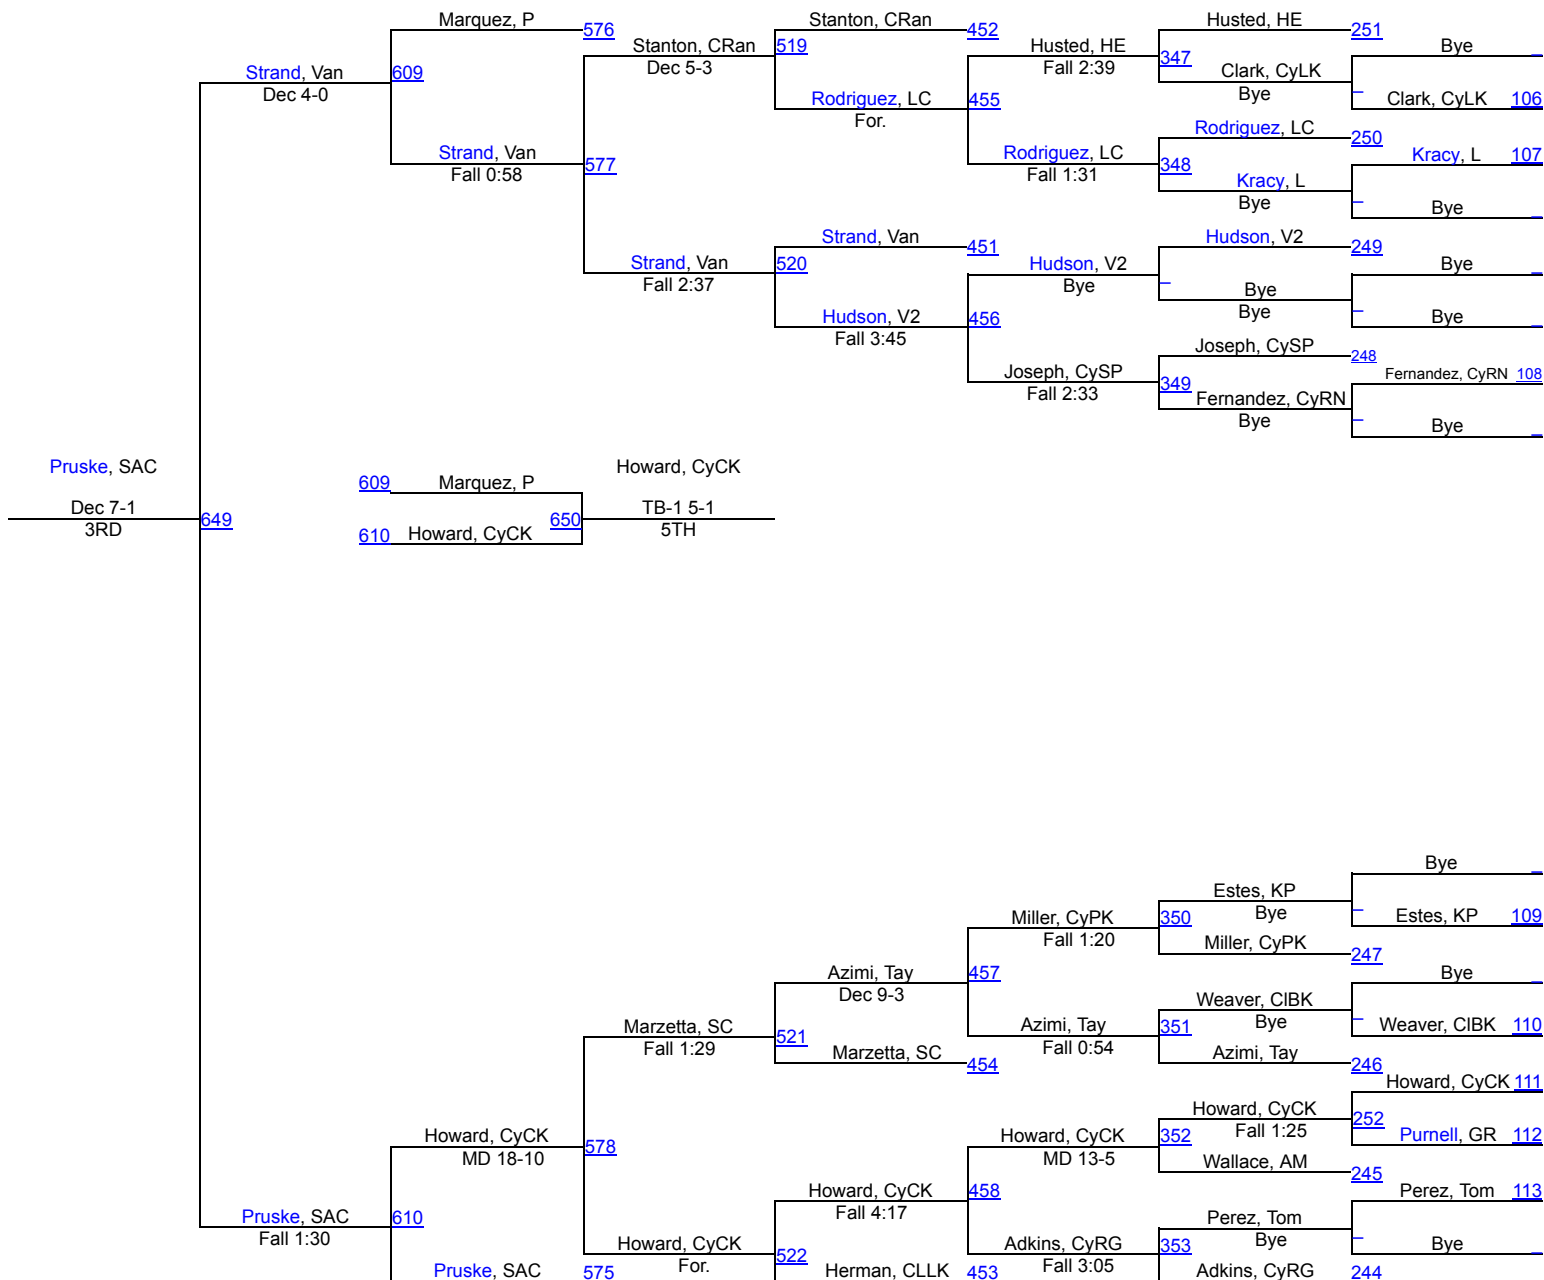 Marquez, P 576 Stanton, CRan 452 Husted, HE 251
Stanton, CRan 519 Husted, HE Bye _
Strand, Van 609 Dec 5-3 Fall 2:39 347 Clark, CyLK
Dec 4-0 Rodriguez, LC 455 Bye _ Clark, CyLK 106
For.
Rodriguez, LC 250
Strand, Van 577 Rodriguez, LC 348 Kracy, L 107
Fall 0:58 Fall 1:31 Kracy, L
Bye _ Bye _
Strand, Van 451 Hudson, V2 249
Strand, Van 520 Hudson, V2 Bye _
Fall 2:37 Bye _ Bye
Hudson, V2 456 Bye _ Bye _
Fall 3:45
Joseph, CySP 248
Joseph, CySP 349 Fernandez, CyRN 108
Fall 2:33 Fernandez, CyRN
Bye _ Bye _
Pruske, SAC Howard, CyCK
609 Marquez, P
Dec 7-1 649 650 TB-1 5-1
3RD 5TH
610 Howard, CyCK
Bye _
Estes, KP
Miller, CyPK 350 Bye _ Estes, KP 109
Fall 1:20 Miller, CyPK 247
Azimi, Tay 457 Bye _
Dec 9-3
Weaver, ClBK
Marzetta, SC 521 Azimi, Tay 351 Bye _ Weaver, ClBK 110
Fall 1:29 Marzetta, SC 454 Fall 0:54 Azimi, Tay 246
Howard, CyCK 111
Howard, CyCK 252
Howard, CyCK 578 Howard, CyCK 352 Fall 1:25 Purnell, GR 112
MD 18-10 MD 13-5 Wallace, AM 245
Howard, CyCK 458 Perez, Tom 113
Fall 4:17
Pruske, SAC 610 Perez, Tom
Fall 1:30 Howard, CyCK 522 Adkins, CyRG 353 Bye _ Bye _
For. Fall 3:05
Pruske, SAC 575 Herman, CLLK 453 Adkins, CyRG 244